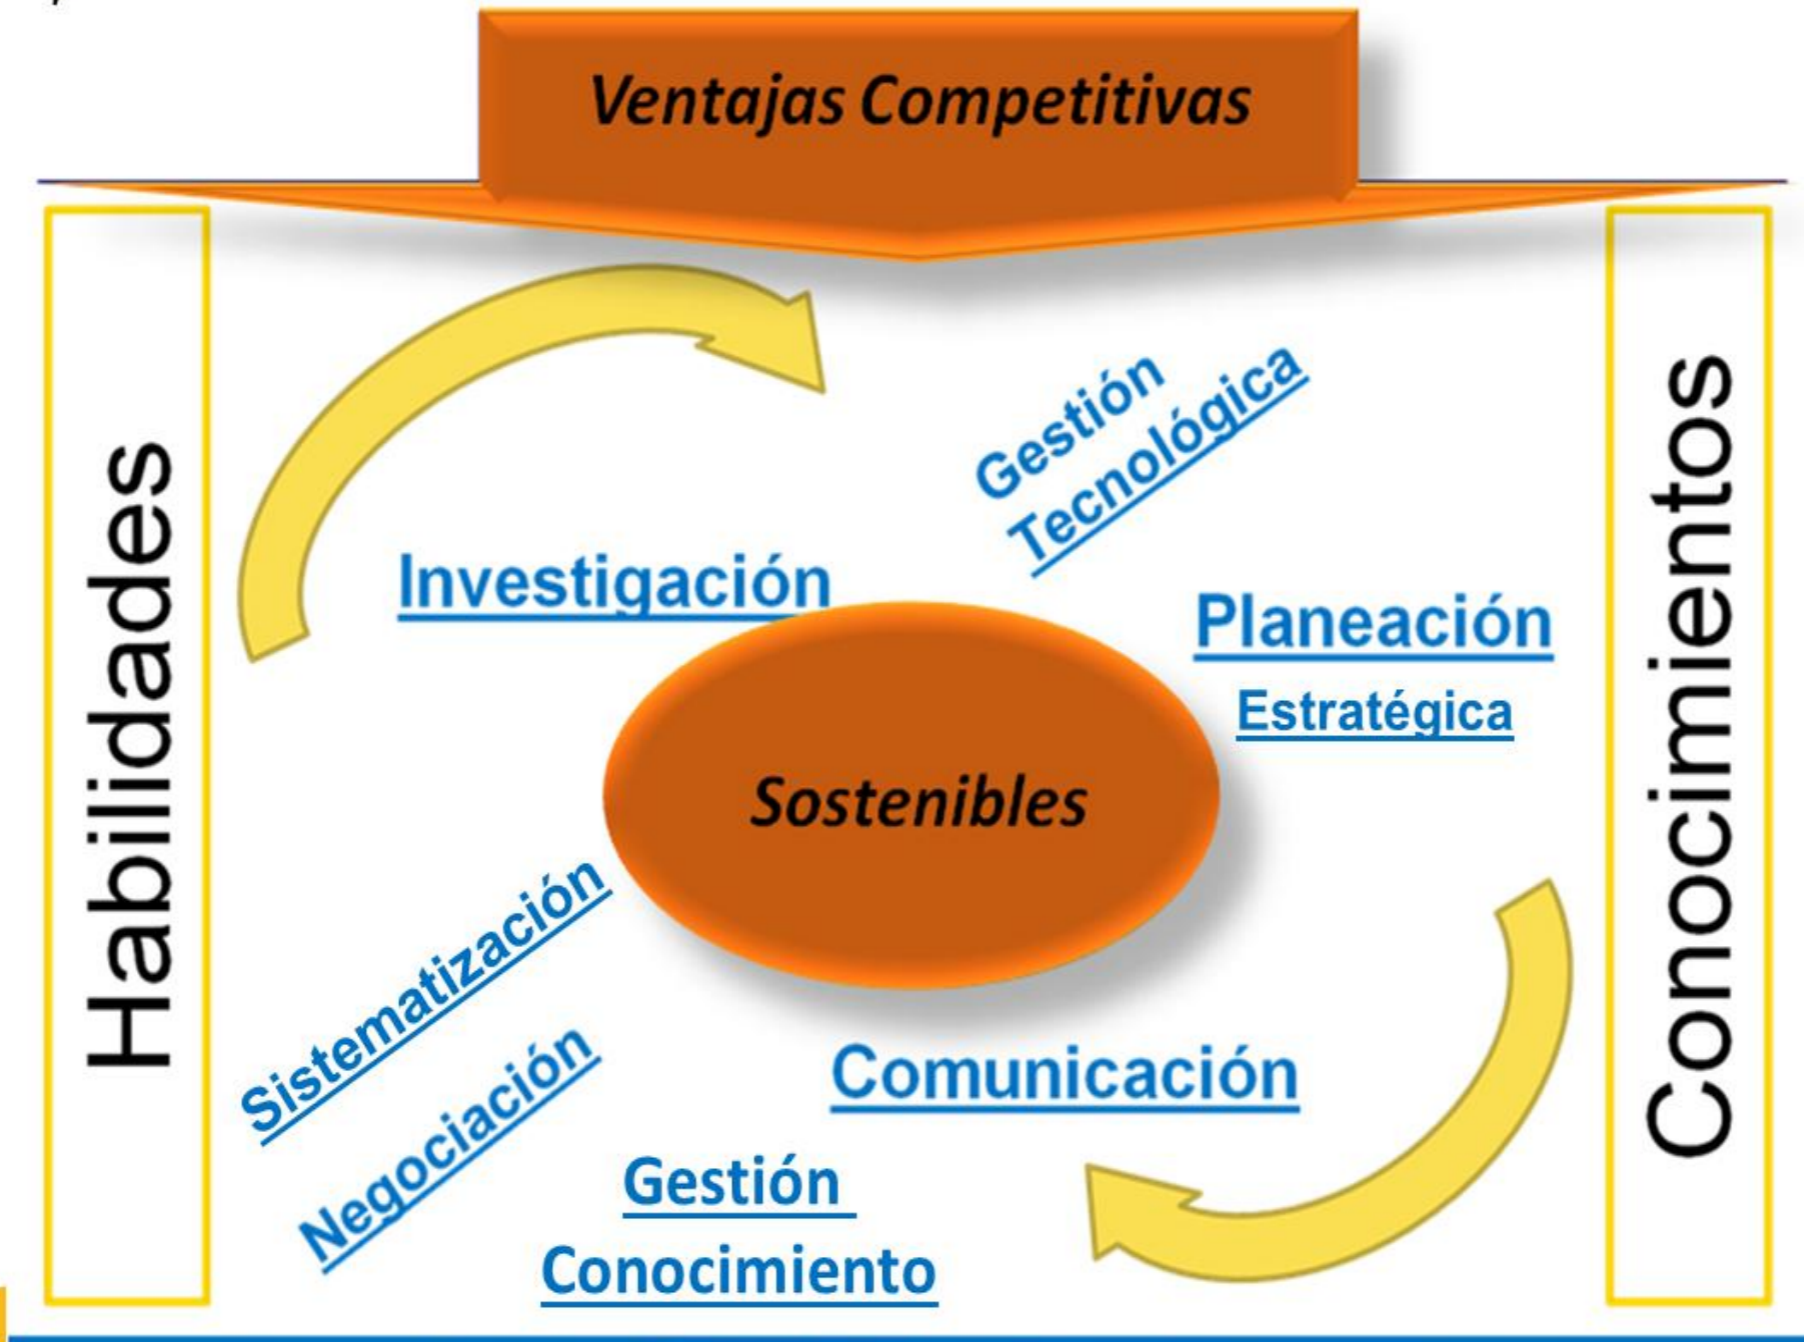 Ventajas Competitivas
Habilidades
Conocimientos
Gestión
Tecnológica
Investigación
Planeación
Estratégica
Sostenibles
Sistematización
Negociación
Comunicación
Gestión
Conocimiento